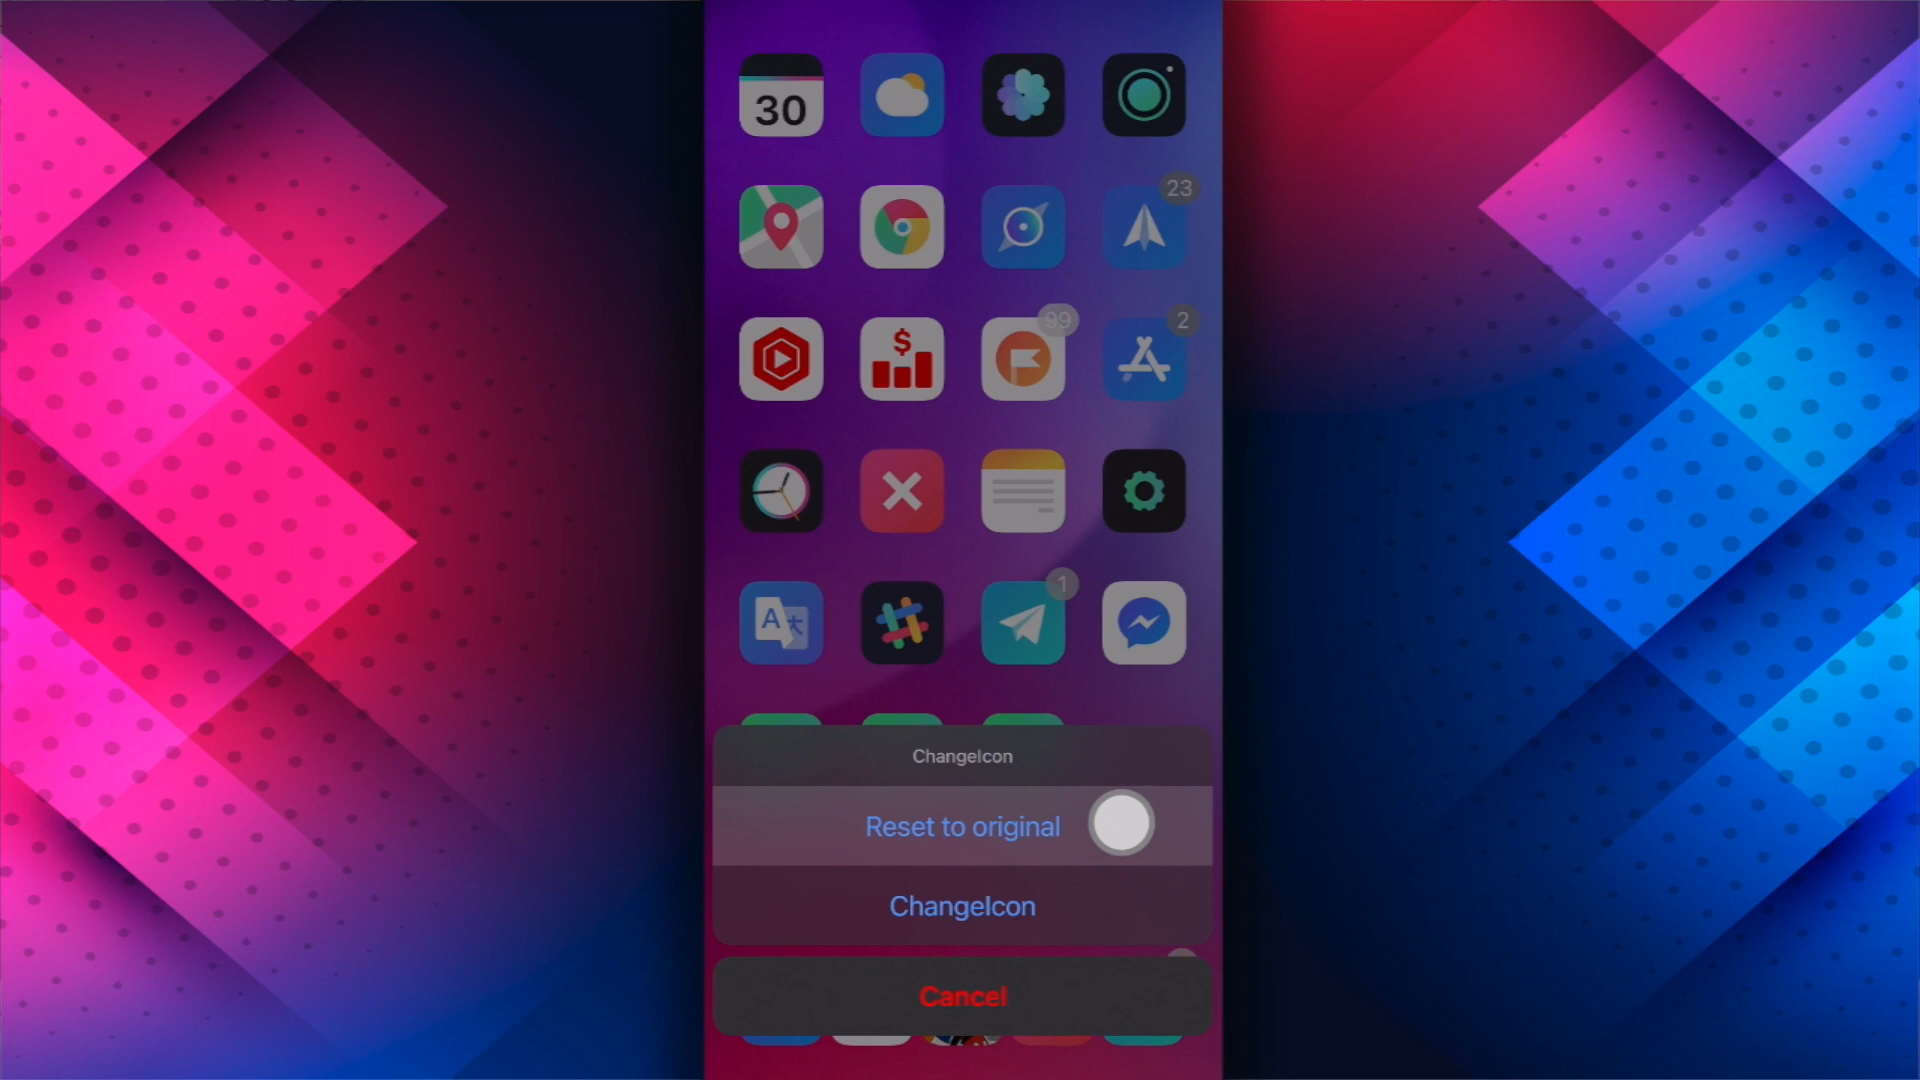 30
23
$
99
2
A
1
ChangeIcon
Reset to original
ChangeIcon
Cancel